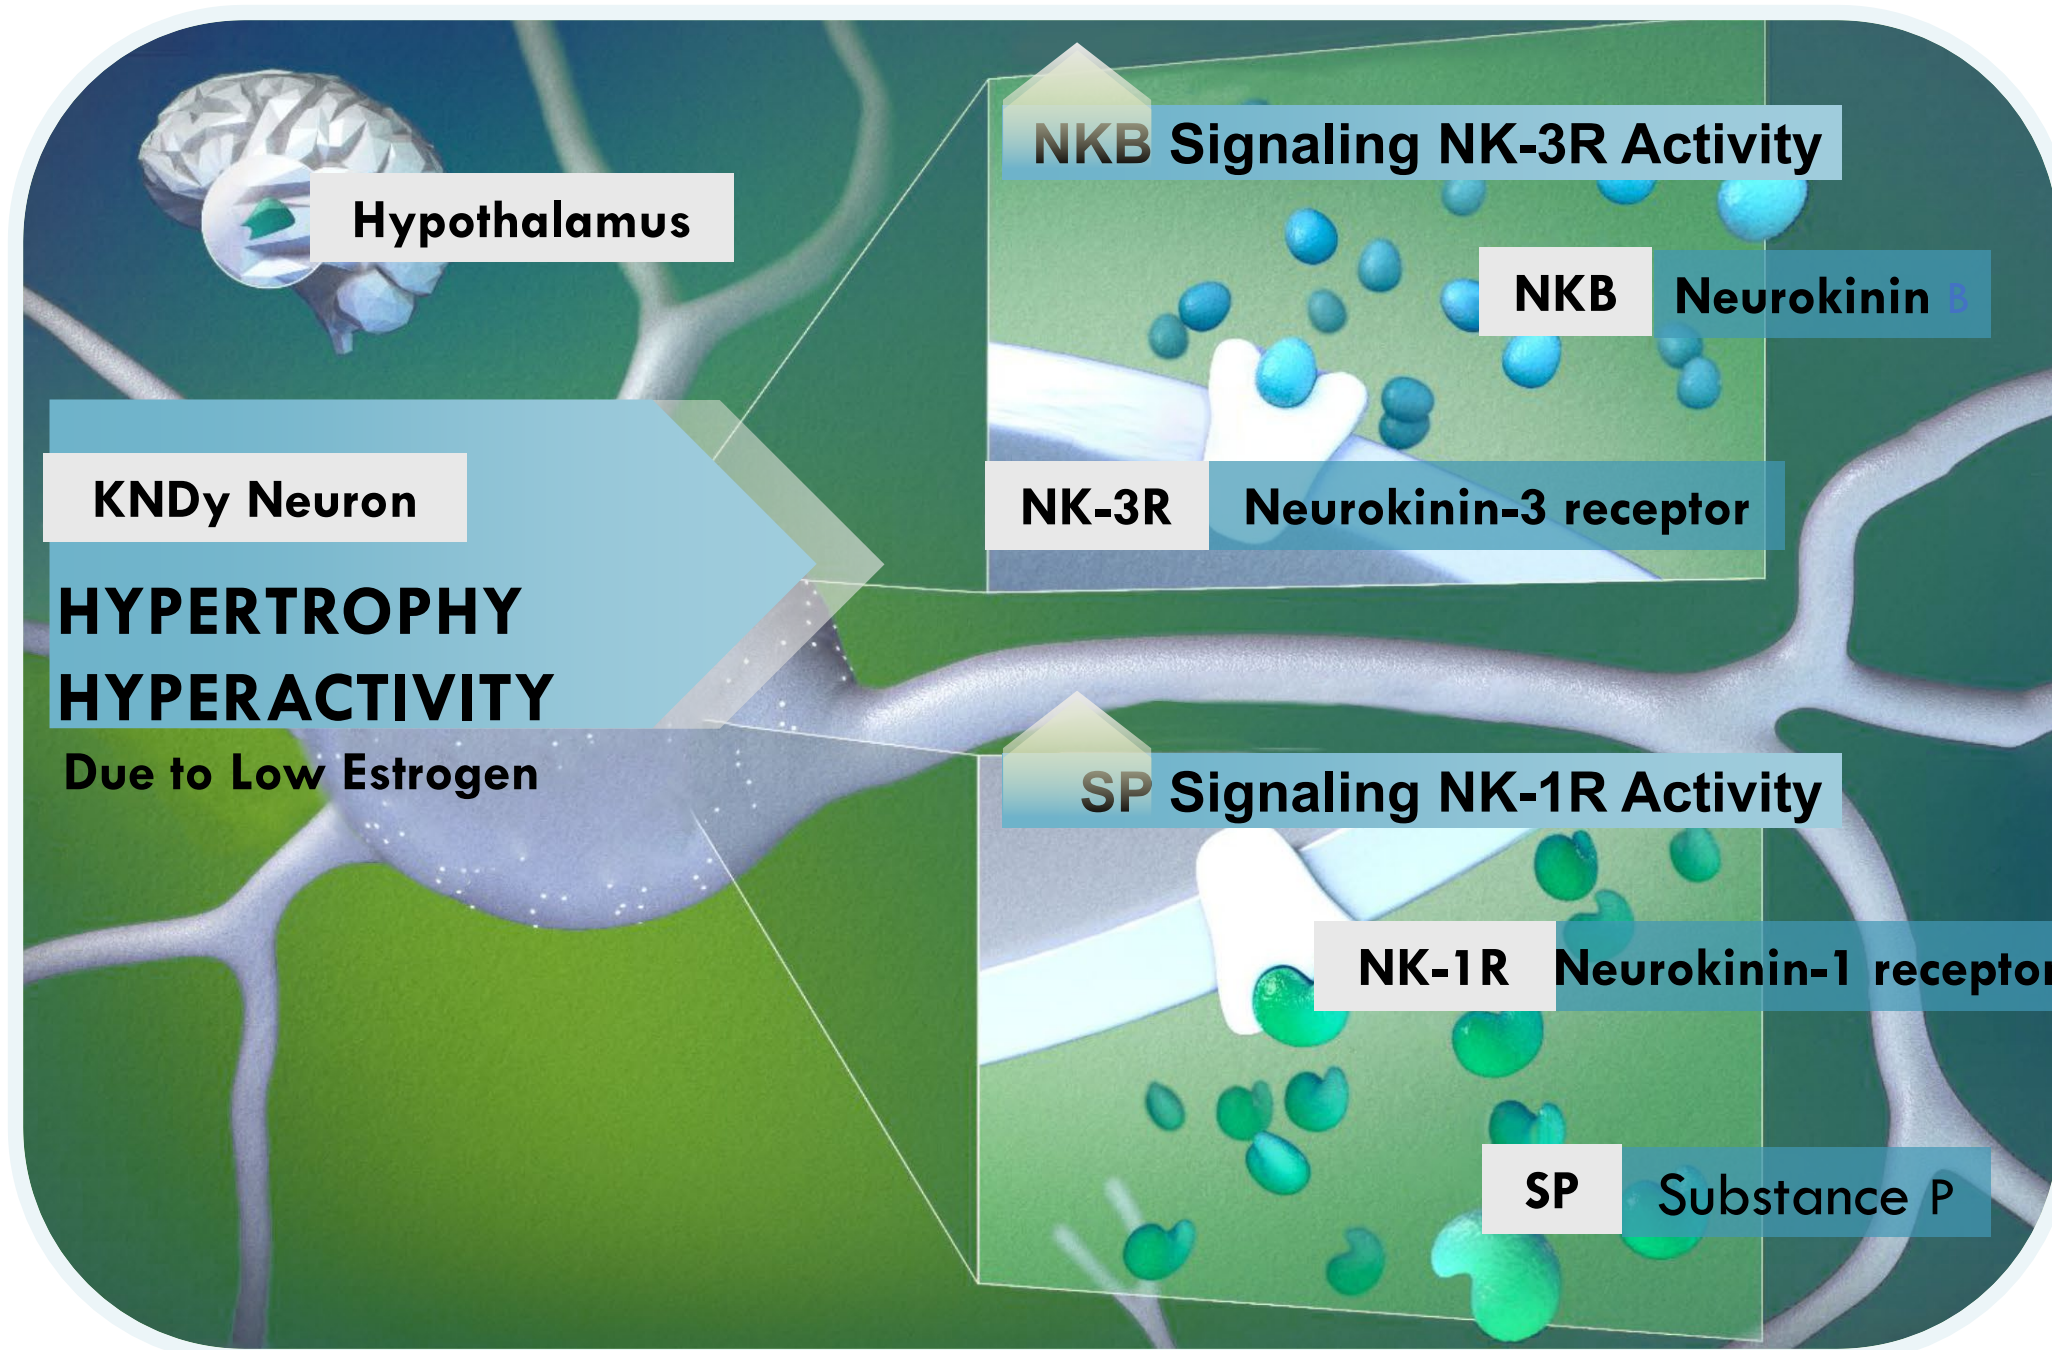 Hypothalamus
KNDy Neuron
HYPERTROPHY
HYPERACTIVITY
Due to Low Estrogen
NKB Signaling NK-3R Activity
NKB Neurokinin B
NK-3R Neurokinin-3 receptor
SP Signaling NK-1R Activity
NK-1R Neurokinin-1 receptor
SP Substance P